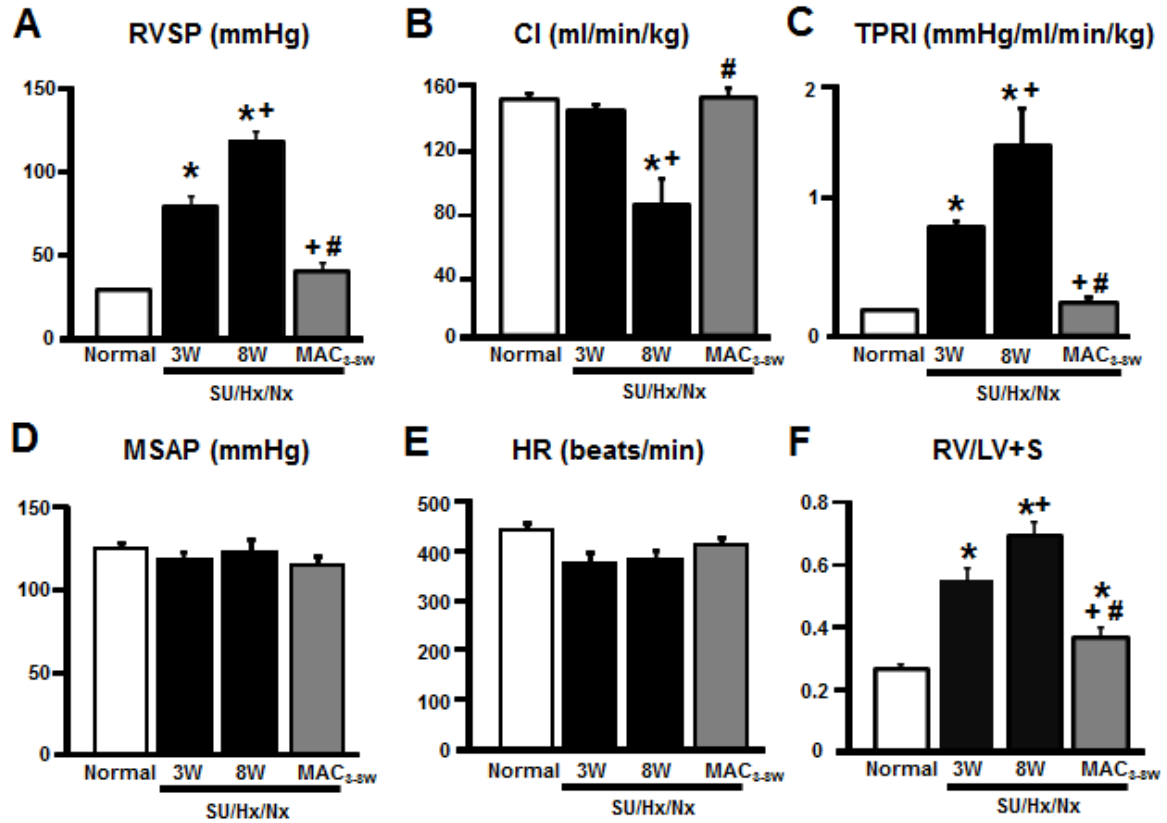 A RVSP (mmHg)
150
100
50
0
*
*+
+ #
Normal 3W 8W MAC3-8W
SU/Hx/Nx
B CI (ml/min/kg)
160
120
80
40
0
*+
#
Normal 3W 8W MAC3-8W
SU/Hx/Nx
C TPRI (mmHg/ml/min/kg)
2
1
0
*
*+
+ #
Normal 3W 8W MAC3-8W
SU/Hx/Nx
D MSAP (mmHg)
150
100
50
0
Normal 3W 8W MAC3-8W
SU/Hx/Nx
E HR (beats/min)
500
400
300
200
100
0
Normal 3W 8W MAC3-8W
SU/Hx/Nx
F RV/LV+S
0.8
0.6
0.4
0.2
0
*
*+
*
+ #
Normal 3W 8W MAC3-8W
SU/Hx/Nx